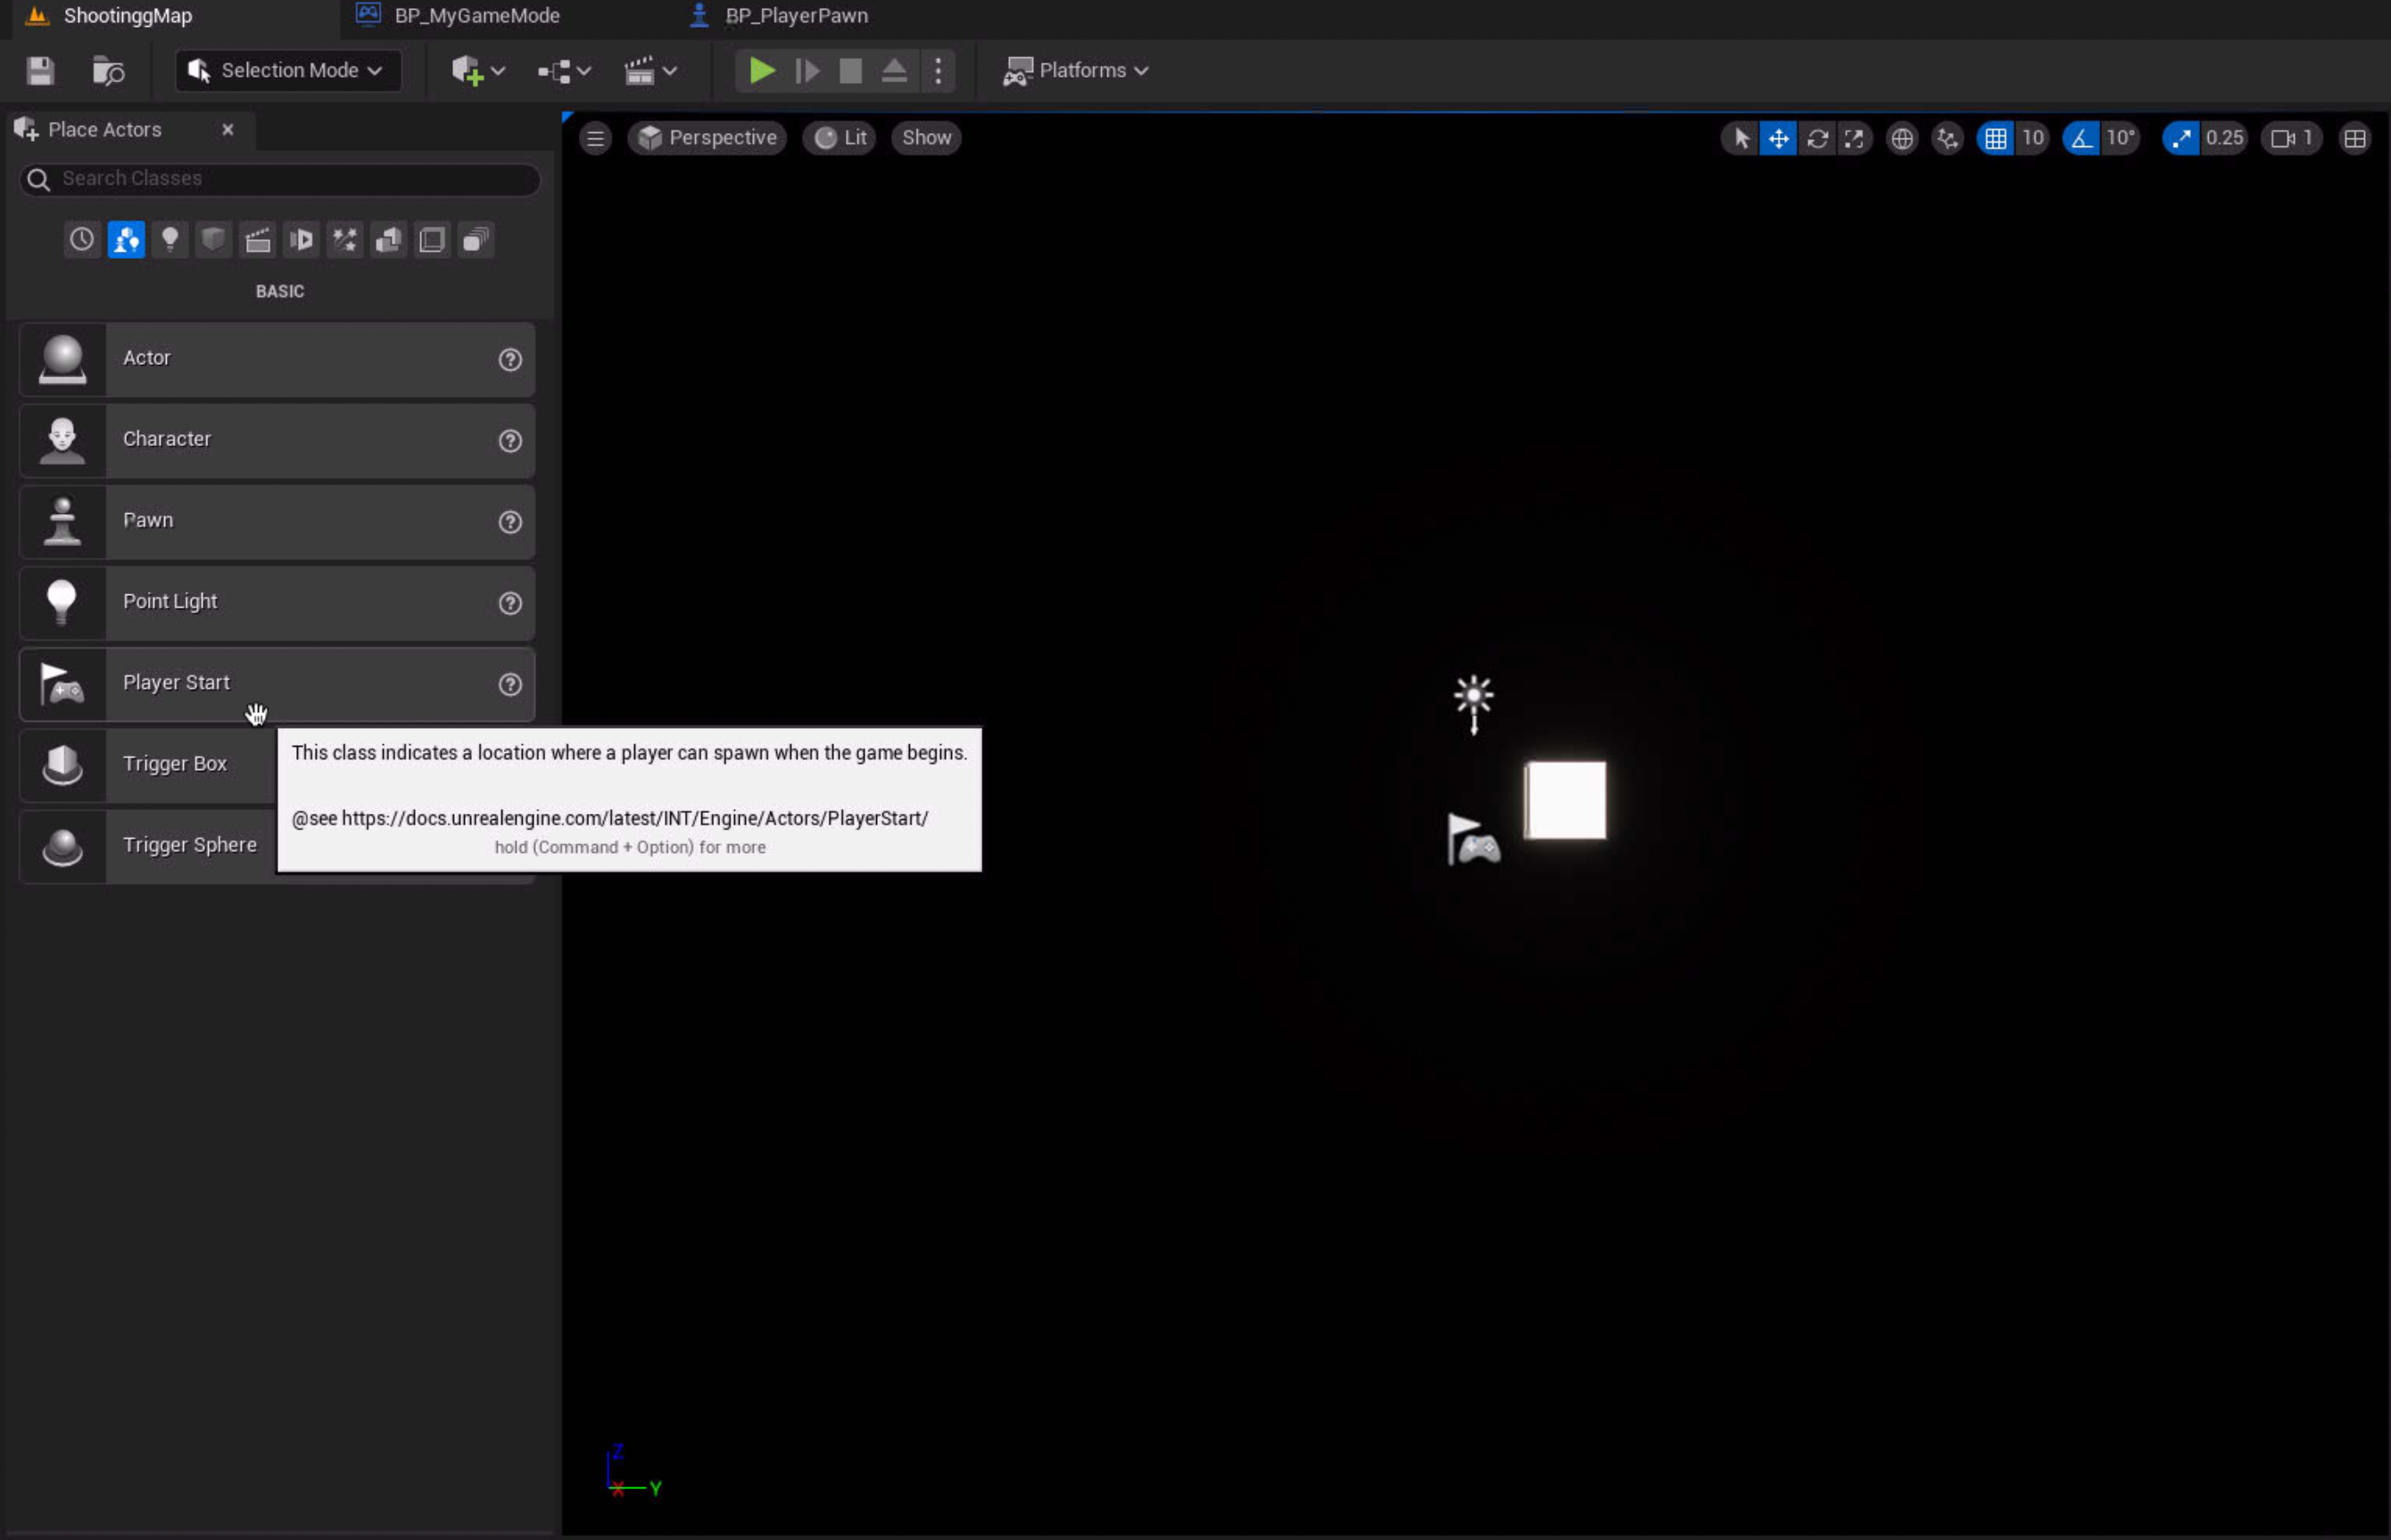 ShootinggMap
BP_MyGameMode
BP_PlayerPawn
Selection Mode
Platforms
Place Actors
Search Classes
BASIC
Actor
Character
Pawn
Point Light
Player Start
Trigger Box
Trigger Sphere
This class indicates a location where a player can spawn when the game begins.
@see https://docs.unrealengine.com/latest/INT/Engine/Actors/PlayerStart/
hold (Command + Option) for more
Perspective
Lit
Show
10
10°
0.25
1
Z
X
Y